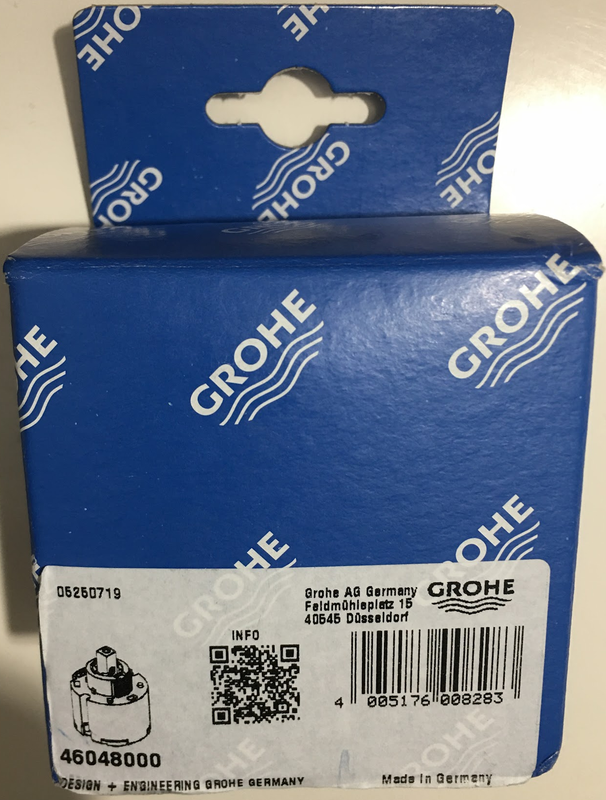 GROHE
GROHE
GROHE
GROHE
GROHE
GROHE
GROHE
GROHE
GROHE
05250719
Grohe AG Germany
Feldmühleplatz 15
40545 Düsseldorf
GROHE
INFO
4 005176 008283
46048000
DESIGN + ENGINEERING GROHE GERMANY
Made in Germany